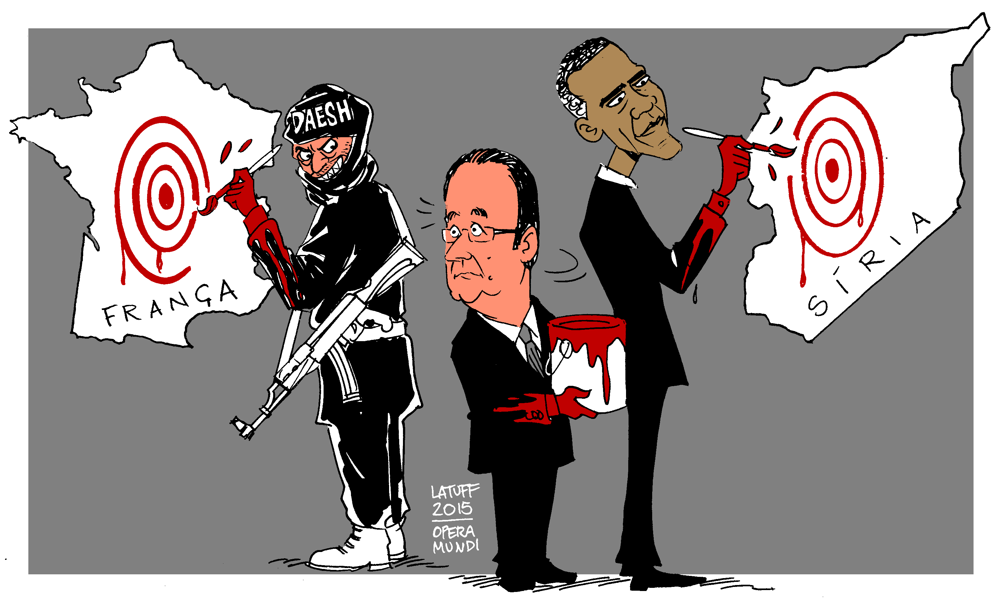 DAESH
FRANÇA
SÍRIA
LATUFF
2015
OPERA
MUNDI